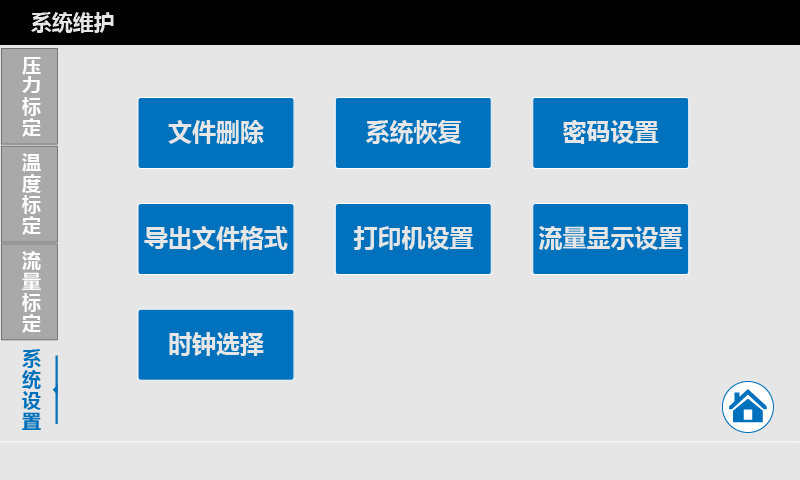 系统维护
压力标定
温度标定
流量标定
系统设置
文件删除
系统恢复
密码设置
导出文件格式
打印机设置
流量显示设置
时钟选择